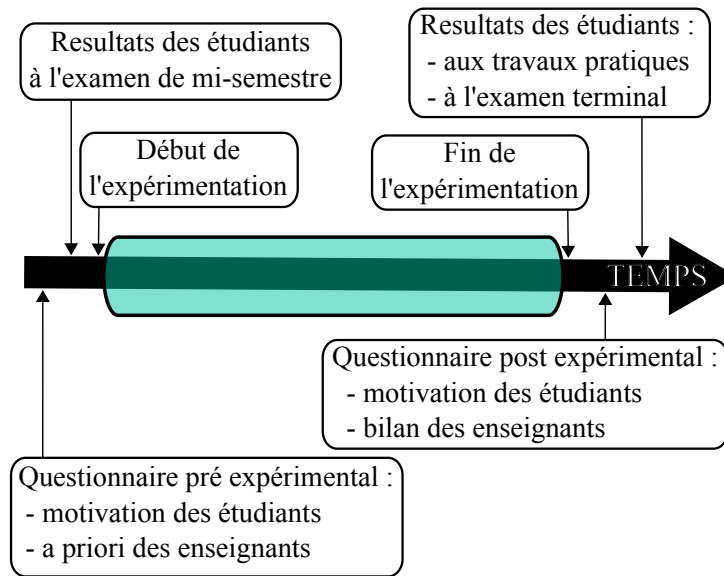 Resultats des étudiants
à l'examen de mi-semestre
Resultats des étudiants :
- aux travaux pratiques
- à l'examen terminal
Début de
l'expérimentation
Fin de
l'expérimentation
TEMPS
Questionnaire post expérimental :
- motivation des étudiants
- bilan des enseignants
Questionnaire pré expérimental :
- motivation des étudiants
- a priori des enseignants